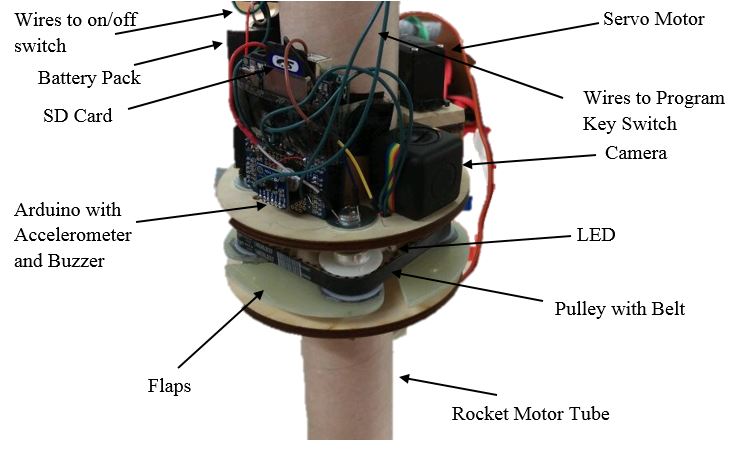 Wires to on/off
switch
Battery Pack
SD Card
Arduino with
Accelerometer
and Buzzer
Flaps
Servo Motor
Wires to Program
Key Switch
Camera
LED
Pulley with Belt
Rocket Motor Tube